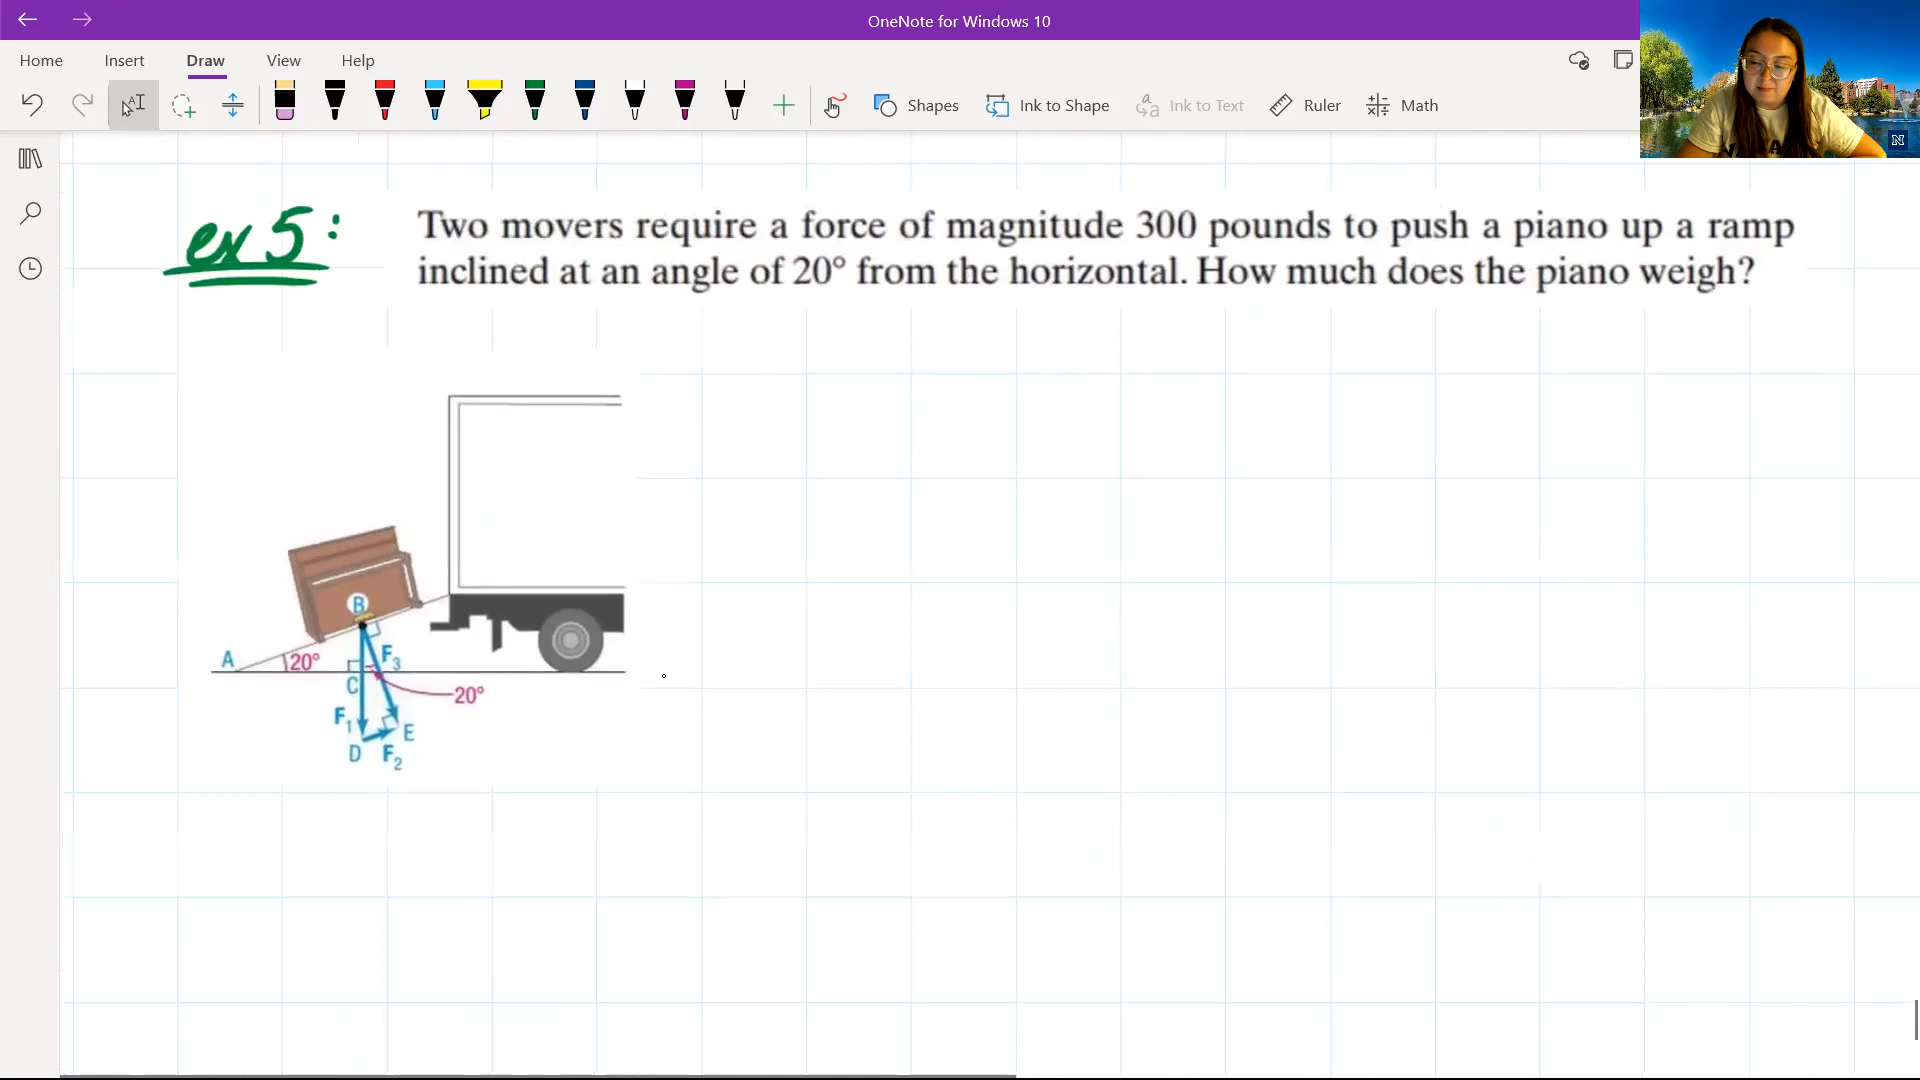 OneNote for Windows 10
Home Insert Draw View Help
Shapes Ink to Shape Ink to Text Ruler Math
ex 5:
Two movers require a force of magnitude 300 pounds to push a piano up a ramp
inclined at an angle of 20° from the horizontal. How much does the piano weigh?
B
A 20° F₃
C 20°
F₁ E
D F₂
N